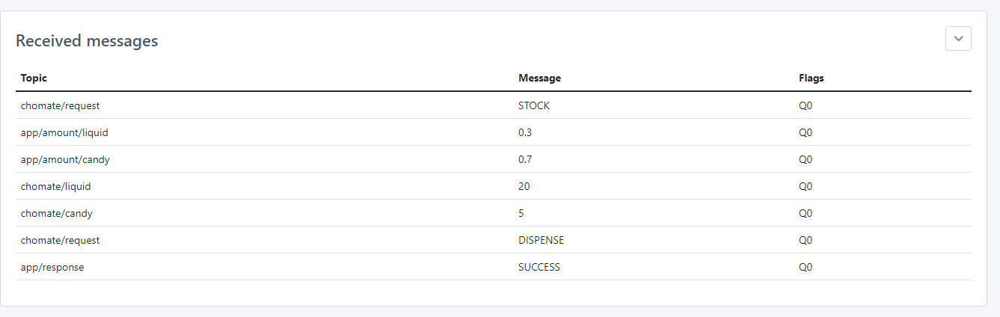 Received messages
Topic Message Flags
chomate/request STOCK Q0
app/amount/liquid 0.3 Q0
app/amount/candy 0.7 Q0
chomate/liquid 20 Q0
chomate/candy 5 Q0
chomate/request DISPENSE Q0
app/response SUCCESS Q0